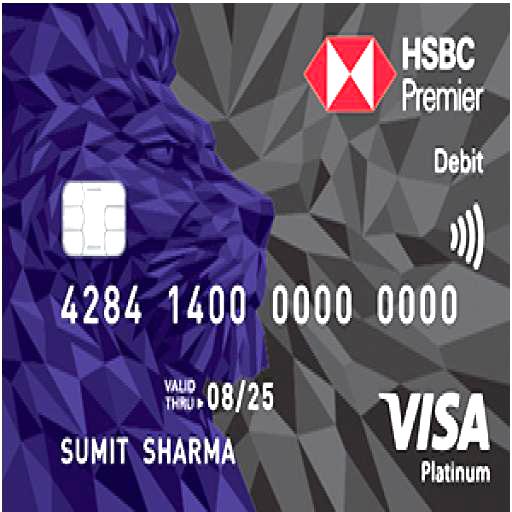 HSBC
Premier
Debit
4284 1400 0000 0000
VALID
THRU ▸ 08/25
SUMIT SHARMA
VISA
Platinum